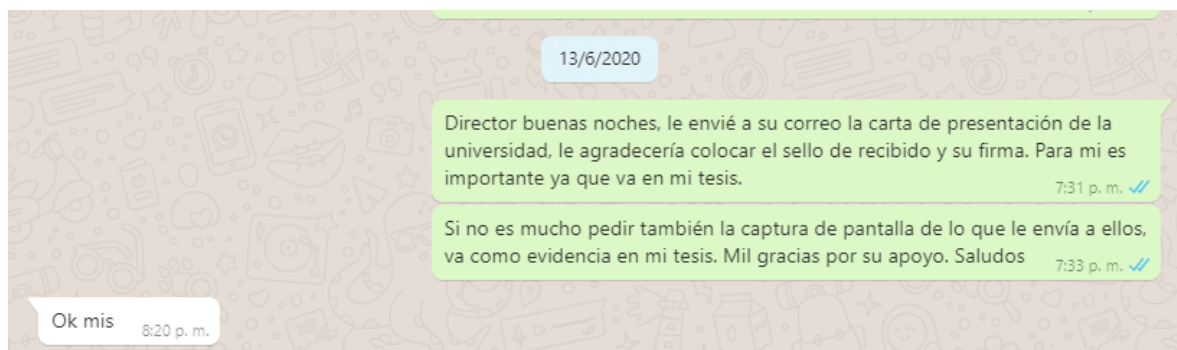 13/6/2020
Director buenas noches, le envié a su correo la carta de presentación de la
universidad, le agradecería colocar el sello de recibido y su firma. Para mi es
importante ya que va en mi tesis.
7:31 p. m.
Si no es mucho pedir también la captura de pantalla de lo que le envía a ellos,
va como evidencia en mi tesis. Mil gracias por su apoyo. Saludos
7:33 p. m.
Ok mis
8:20 p. m.